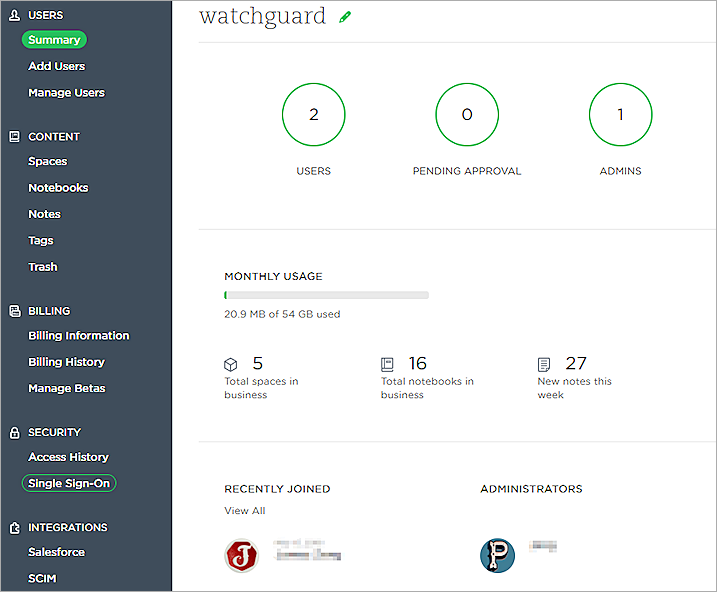 USERS
Summary
Add Users
Manage Users
CONTENT
Spaces
Notebooks
Notes
Tags
Trash
BILLING
Billing Information
Billing History
Manage Betas
SECURITY
Access History
Single Sign-On
INTEGRATIONS
Salesforce
SCIM
watchguard
2
USERS
0
PENDING APPROVAL
1
ADMINS
MONTHLY USAGE
20.9 MB of 54 GB used
5
Total spaces in
business
16
Total notebooks in
business
27
New notes this
week
RECENTLY JOINED
View All
J
ADMINISTRATORS
P